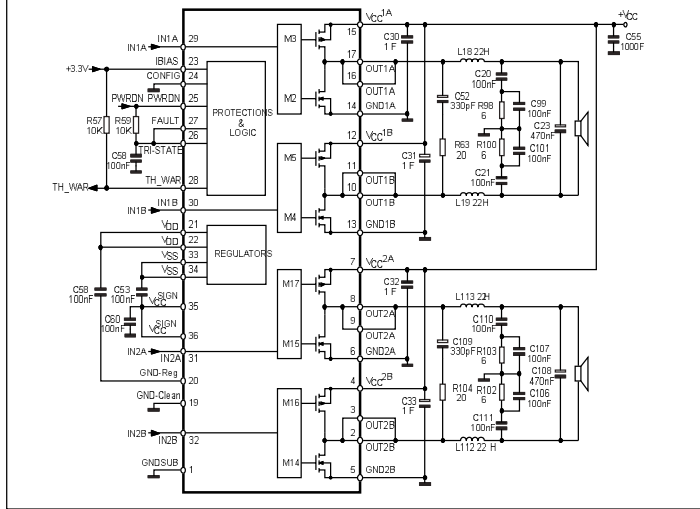 VCC1A
+VCC
IN1A
IN1A
29
M3
15
C30
1 F
C55
1000F
IBIAS
23
+3.3V
CONFIG
24
17
OUT1A
16
L18 22H
C20
100nF
PWRDN PWRDN
25
PROTECTIONS
&
LOGIC
M2
OUT1A
14
GND1A
C52
330pF
R98
6
C99
100nF
R57
10K
R59
10K
FAULT
27
26
TRI-STATE
C23
470nF
C58
100nF
12
VCC1B
M5
C31
1 F
R63
20
R100
6
C101
100nF
11
OUT1B
10
C21
100nF
TH_WAR
TH_WAR
28
IN1B
IN1B
30
M4
OUT1B
13
GND1B
L19 22H
VDD
21
VDD
22
VSS
33
VSS
34
REGULATORS
7
VCC2A
M17
C32
1 F
C58
100nF
C53
100nF
VCC SIGN
35
8
OUT2A
9
L113 22H
C110
100nF
C60
100nF
VCC SIGN
36
IN2A
IN2A
31
M15
OUT2A
6
GND2A
C109
330pF
R103
6
C107
100nF
C108
470nF
GND-Reg
20
4
VCC2B
GND-Clean
19
M16
C33
1 F
R104
20
R102
6
C106
100nF
3
OUT2B
2
C111
100nF
IN2B
IN2B
32
M14
OUT2B
L112 22 H
GNDSUB
1
5
GND2B